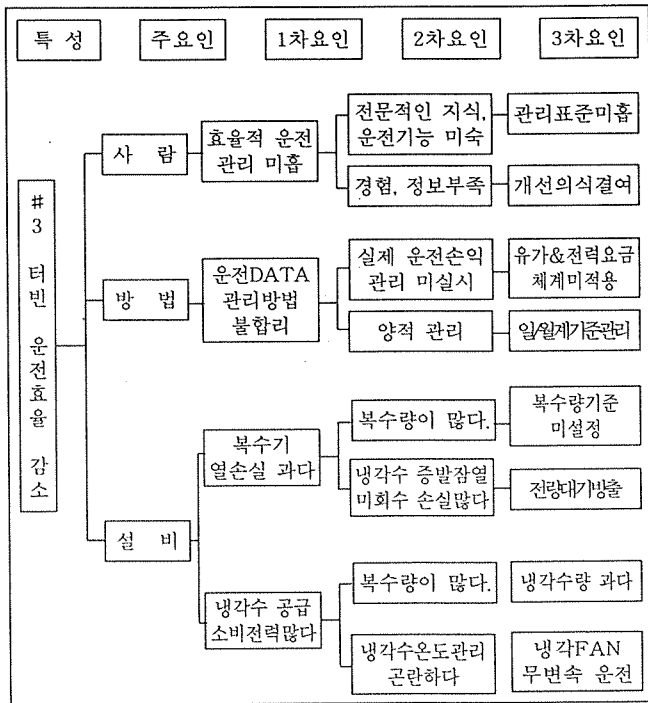 특 성
주요인
1차요인
2차요인
3차요인
#
3
터
빈
운
전
효
율
감
소
사 람
효율적 운전
관리 미흡
전문적인 지식,
운전기능 미숙
관리표준미흡
경험, 정보부족
개선의식결여
방 법
운전DATA
관리방법
불합리
실제 운전손익
관리 미실시
유가&전력요금
체계미적용
양적 관리
일/월계기준관리
설 비
복수기
열손실 과다
복수량이 많다.
복수량기준
미설정
냉각수 증발잠열
미회수 손실많다
전량대기방출
냉각수 공급
소비전력많다
복수량이 많다.
냉각수량 과다
냉각수온도관리
곤란하다
냉각FAN
무변속 운전